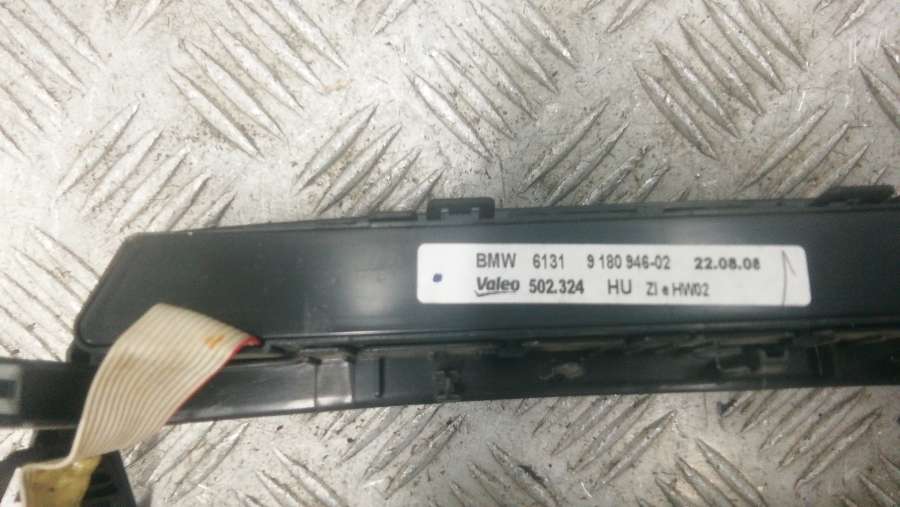 BMW 6131 9 180 946-02 22.08.08
Valeo 502.324 HU ZI e HW02